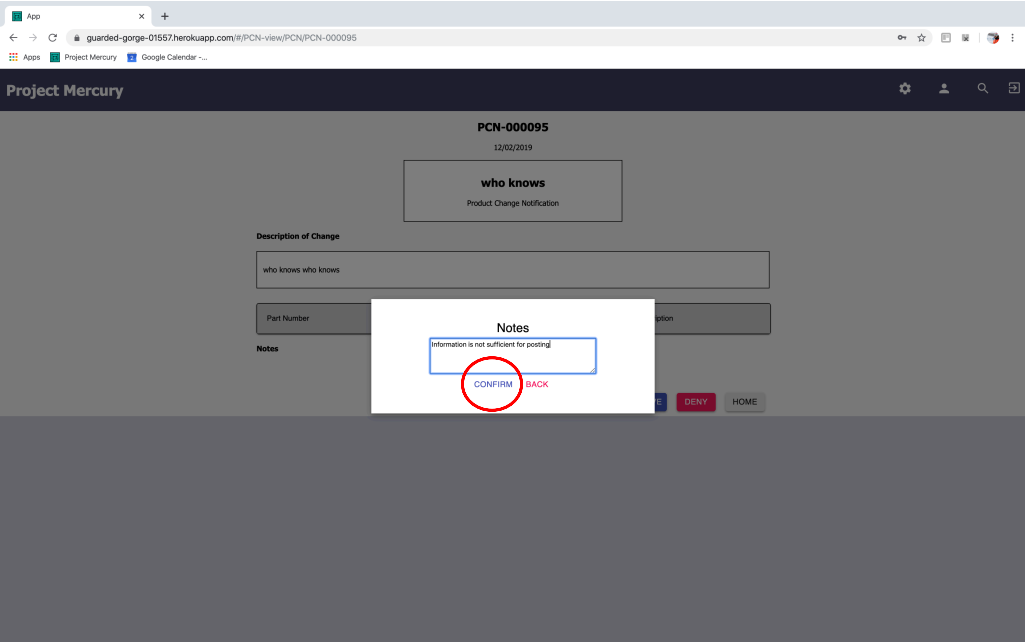 App
guarded-gorge-01557.herokuapp.com/#/PCN-view/PCN/PCN-000095
Apps Project Mercury Google Calendar -...
Project Mercury
PCN-000095
12/02/2019
who knows
Product Change Notification
Description of Change
who knows who knows
Part Number
Notes
Notes
Information is not sufficient for posting
CONFIRM BACK
DENY HOME